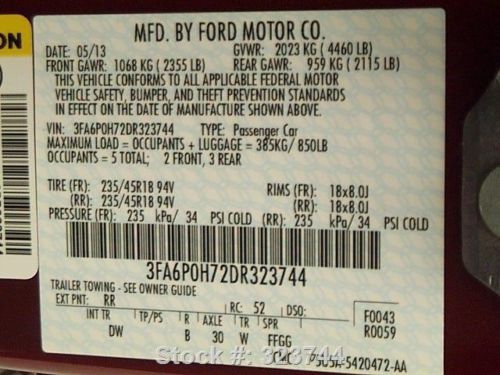 ON
MFD. BY FORD MOTOR CO.
DATE: 05/13 GVWR: 2023 KG (4460 LB)
FRONT GAWR: 1068 KG (2355 LB) REAR GAWR: 959 KG (2115 LB)
THIS VEHICLE CONFORMS TO ALL APPLICABLE FEDERAL MOTOR
VEHICLE SAFETY, BUMPER, AND THEFT PREVENTION STANDARDS
IN EFFECT ON THE DATE OF MANUFACTURE SHOWN ABOVE.
VIN: 3FA6P0H72DR323744 TYPE: Passenger Car
MAXIMUM LOAD = OCCUPANTS + LUGGAGE = 385KG/850LB
OCCUPANTS = 5 TOTAL; 2 FRONT, 3 REAR
TIRE (FR): 235/45R18 94V RIMS (FR): 18x8.0J
(RR): 235/45R18 94V (RR): 18x8.0J
PRESSURE (FR): 235 kPa/ 34 PSI COLD (RR): 235 kPa/ 34 PSI COLD
3FA6P0H72DR323744
TRAILER TOWING - SEE OWNER GUIDE
EXT PNT: RR RC: 52 DSO: F0043
INT TR TP/PS R AXLE TR SPR R0059
DW B 30 W FFGG
Stock #: 323744 5420472-AA